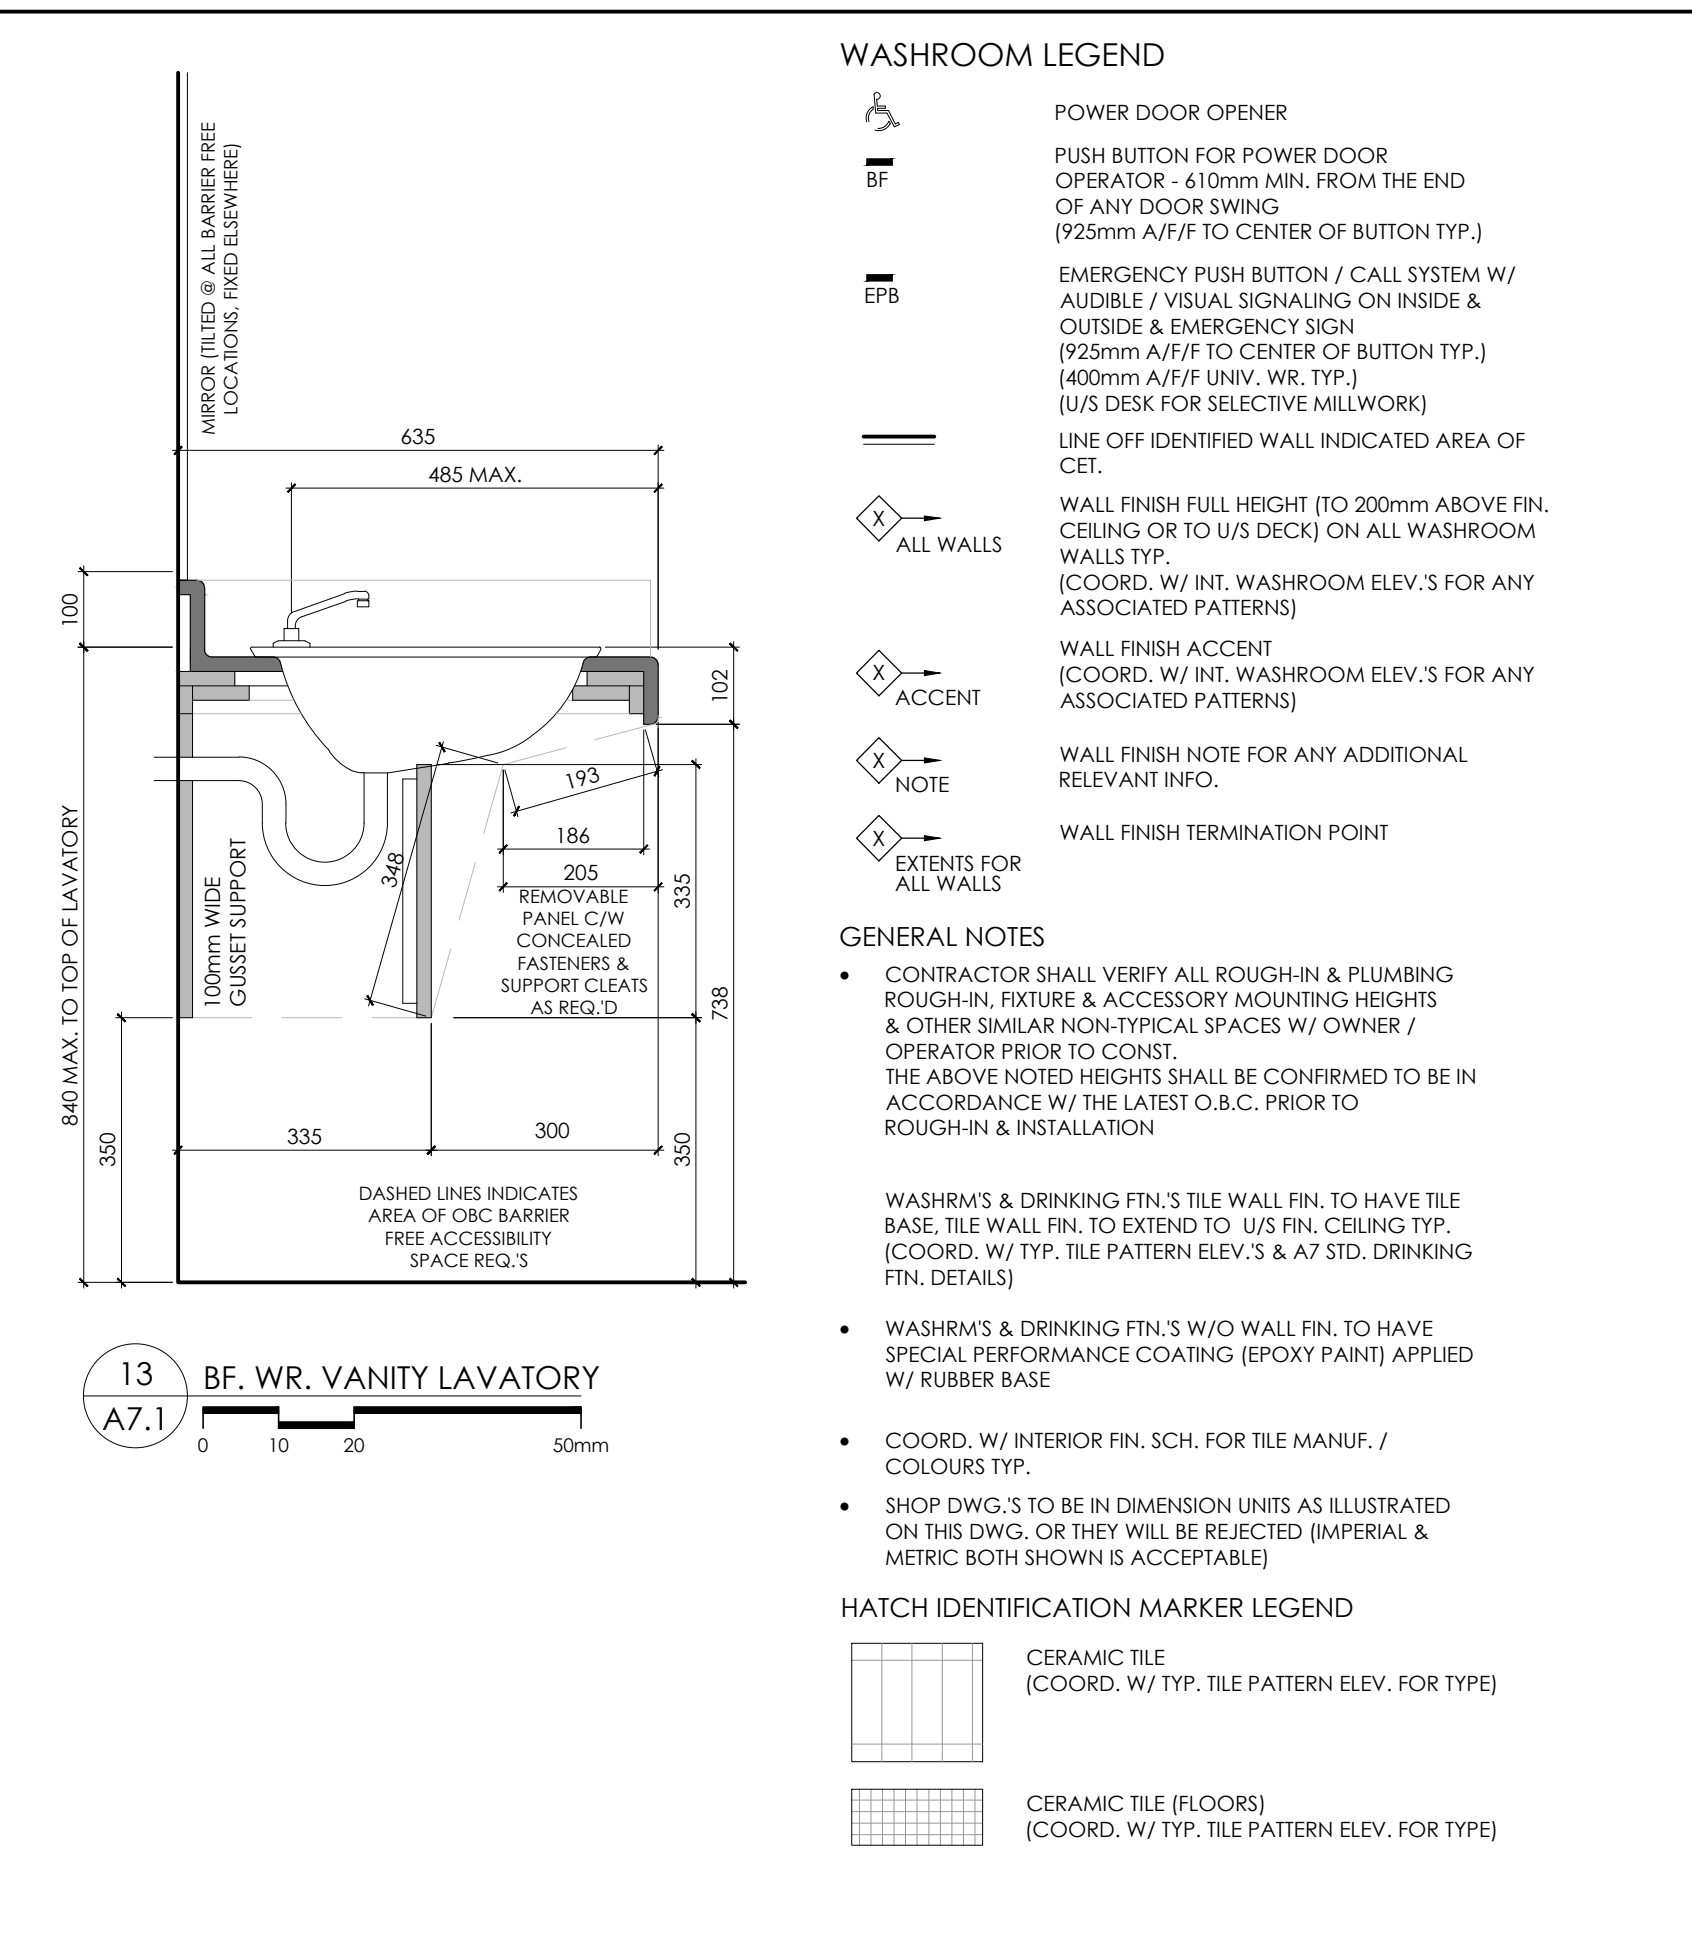 MIRROR (TILTED @ ALL BARRIER FREE
LOCATIONS, FIXED ELSEWHERE)
635
485 MAX.
100
102
193
186
348
205
335
REMOVABLE
PANEL C/W
CONCEALED
FASTENERS &
SUPPORT CLEATS
AS REQ.'D
100mm WIDE
GUSSET SUPPORT
840 MAX. TO TOP OF LAVATORY
738
350
335
300
350
DASHED LINES INDICATES
AREA OF OBC BARRIER
FREE ACCESSIBILITY
SPACE REQ.'S
13
A7.1
BF. WR. VANITY LAVATORY
0 10 20 50mm
WASHROOM LEGEND
POWER DOOR OPENER
BF
PUSH BUTTON FOR POWER DOOR
OPERATOR - 610mm MIN. FROM THE END
OF ANY DOOR SWING
(925mm A/F/F TO CENTER OF BUTTON TYP.)
EPB
EMERGENCY PUSH BUTTON / CALL SYSTEM W/
AUDIBLE / VISUAL SIGNALING ON INSIDE &
OUTSIDE & EMERGENCY SIGN
(925mm A/F/F TO CENTER OF BUTTON TYP.)
(400mm A/F/F UNIV. WR. TYP.)
(U/S DESK FOR SELECTIVE MILLWORK)
LINE OFF IDENTIFIED WALL INDICATED AREA OF
CET.
X
ALL WALLS
WALL FINISH FULL HEIGHT (TO 200mm ABOVE FIN.
CEILING OR TO U/S DECK) ON ALL WASHROOM
WALLS TYP.
(COORD. W/ INT. WASHROOM ELEV.'S FOR ANY
ASSOCIATED PATTERNS)
X
ACCENT
WALL FINISH ACCENT
(COORD. W/ INT. WASHROOM ELEV.'S FOR ANY
ASSOCIATED PATTERNS)
X
NOTE
WALL FINISH NOTE FOR ANY ADDITIONAL
RELEVANT INFO.
X
EXTENTS FOR
ALL WALLS
WALL FINISH TERMINATION POINT
GENERAL NOTES
• CONTRACTOR SHALL VERIFY ALL ROUGH-IN & PLUMBING
ROUGH-IN, FIXTURE & ACCESSORY MOUNTING HEIGHTS
& OTHER SIMILAR NON-TYPICAL SPACES W/ OWNER /
OPERATOR PRIOR TO CONST.
THE ABOVE NOTED HEIGHTS SHALL BE CONFIRMED TO BE IN
ACCORDANCE W/ THE LATEST O.B.C. PRIOR TO
ROUGH-IN & INSTALLATION
WASHRM'S & DRINKING FTN.'S TILE WALL FIN. TO HAVE TILE
BASE, TILE WALL FIN. TO EXTEND TO U/S FIN. CEILING TYP.
(COORD. W/ TYP. TILE PATTERN ELEV.'S & A7 STD. DRINKING
FTN. DETAILS)
• WASHRM'S & DRINKING FTN.'S W/O WALL FIN. TO HAVE
SPECIAL PERFORMANCE COATING (EPOXY PAINT) APPLIED
W/ RUBBER BASE
• COORD. W/ INTERIOR FIN. SCH. FOR TILE MANUF. /
COLOURS TYP.
• SHOP DWG.'S TO BE IN DIMENSION UNITS AS ILLUSTRATED
ON THIS DWG. OR THEY WILL BE REJECTED (IMPERIAL &
METRIC BOTH SHOWN IS ACCEPTABLE)
HATCH IDENTIFICATION MARKER LEGEND
CERAMIC TILE
(COORD. W/ TYP. TILE PATTERN ELEV. FOR TYPE)
CERAMIC TILE (FLOORS)
(COORD. W/ TYP. TILE PATTERN ELEV. FOR TYPE)